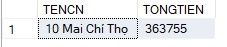 TENCN TONGTIEN
1 10 Mai Chí Thọ 363755